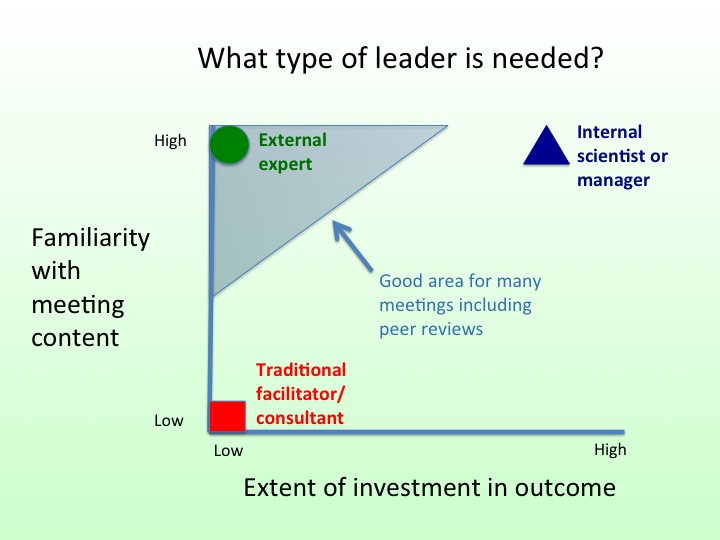 What type of leader is needed?
High
External
expert
Internal
scientist or
manager
Familiarity
with
meeting
content
Good area for many
meetings including
peer reviews
Traditional
facilitator/
consultant
Low
Low
High
Extent of investment in outcome